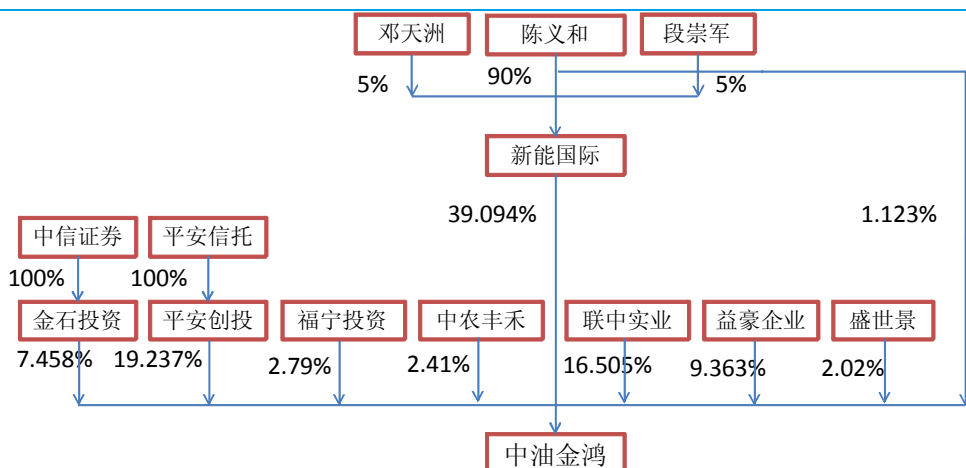 邓天洲 陈义和 段崇军
5% 90% 5%
新能国际
39.094% 1.123%
中信证券 平安信托
100% 100%
金石投资 平安创投 福宁投资 中农丰禾 联中实业 益豪企业 盛世景
7.458% 19.237% 2.79% 2.41% 16.505% 9.363% 2.02%
中油金鸿